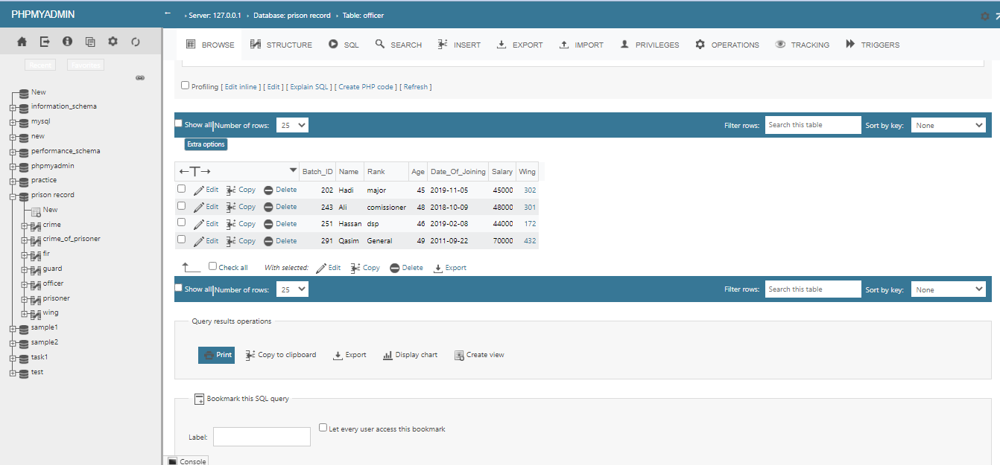 PHPMYADMIN
Recent Favorites
New
information_schema
mysql
new
performance_schema
phpmyadmin
practice
prison record
New
crime
crime_of_prisoner
fir
guard
officer
prisoner
wing
sample1
sample2
task1
test
← › Server: 127.0.0.1 › Database: prison record › Table: officer
BROWSE STRUCTURE SQL SEARCH INSERT EXPORT IMPORT PRIVILEGES OPERATIONS TRACKING TRIGGERS
Profiling [ Edit inline ] [ Edit ] [ Explain SQL ] [ Create PHP code ] [ Refresh ]
Show all Number of rows: 25 Filter rows: Search this table Sort by key: None
Extra options
←T→ Batch_ID Name Rank Age Date_Of_Joining Salary Wing
Edit Copy Delete 202 Hadi major 45 2019-11-05 45000 302
Edit Copy Delete 243 Ali comissioner 48 2018-10-09 48000 301
Edit Copy Delete 251 Hassan dsp 46 2019-02-08 44000 172
Edit Copy Delete 291 Qasim General 49 2011-09-22 70000 432
Check all With selected: Edit Copy Delete Export
Show all Number of rows: 25 Filter rows: Search this table Sort by key: None
Query results operations
Print Copy to clipboard Export Display chart Create view
Bookmark this SQL query
Label: Let every user access this bookmark
Console